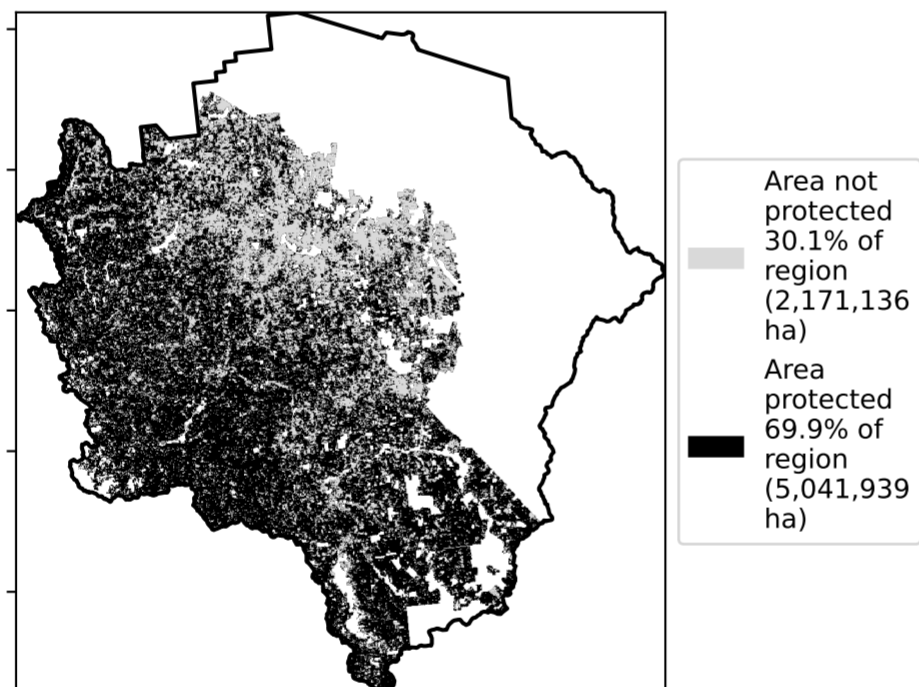 Area not
protected
30.1% of
region
(2,171,136
ha)
Area
protected
69.9% of
region
(5,041,939
ha)